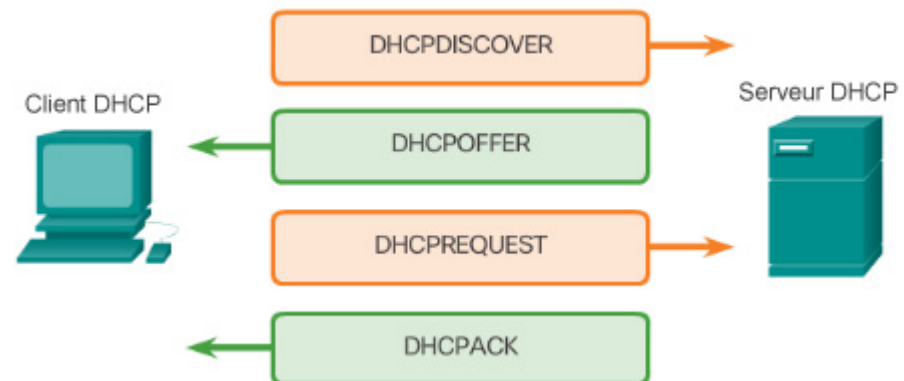 DHCPDISCOVER
Client DHCP
Serveur DHCP
DHCPOFFER
DHCPREQUEST
DHCPACK